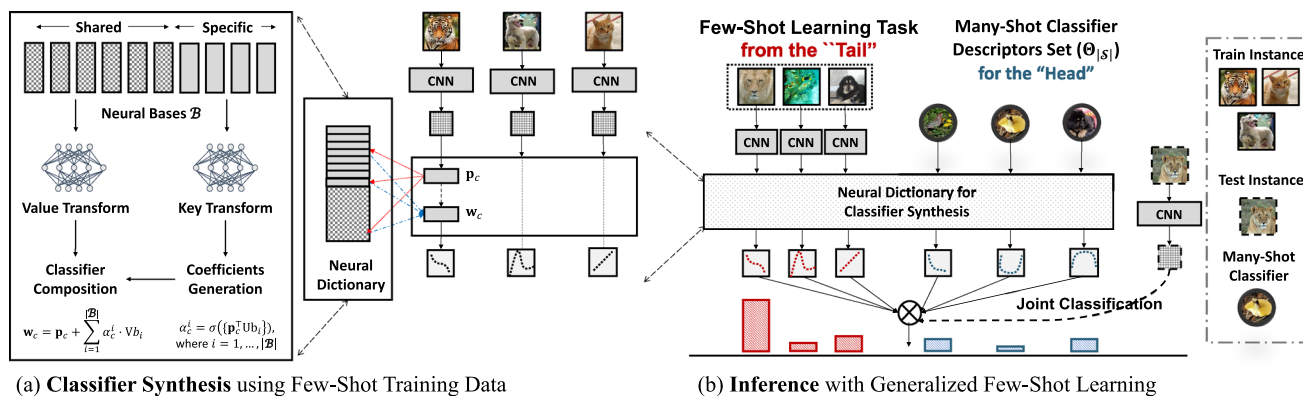 Shared Specific
Neural Bases ℬ
Value Transform Key Transform
Classifier
Composition
Coefficients
Generation
w_c = p_c + ∑_{i=1}^{|ℬ|} α_c^i · Vb_i
α_c^i = σ({p_c^⊤Ub_i}),
where i = 1, …, |ℬ|
Neural
Dictionary
CNN CNN CNN
p_c
w_c
(a) Classifier Synthesis using Few-Shot Training Data
Few-Shot Learning Task
from the ``Tail”
Many-Shot Classifier
Descriptors Set (Θ_{|𝒮|})
for the “Head”
CNN CNN CNN
Neural Dictionary for
Classifier Synthesis
CNN
Joint Classification
Train Instance
Test Instance
Many-Shot
Classifier
(b) Inference with Generalized Few-Shot Learning